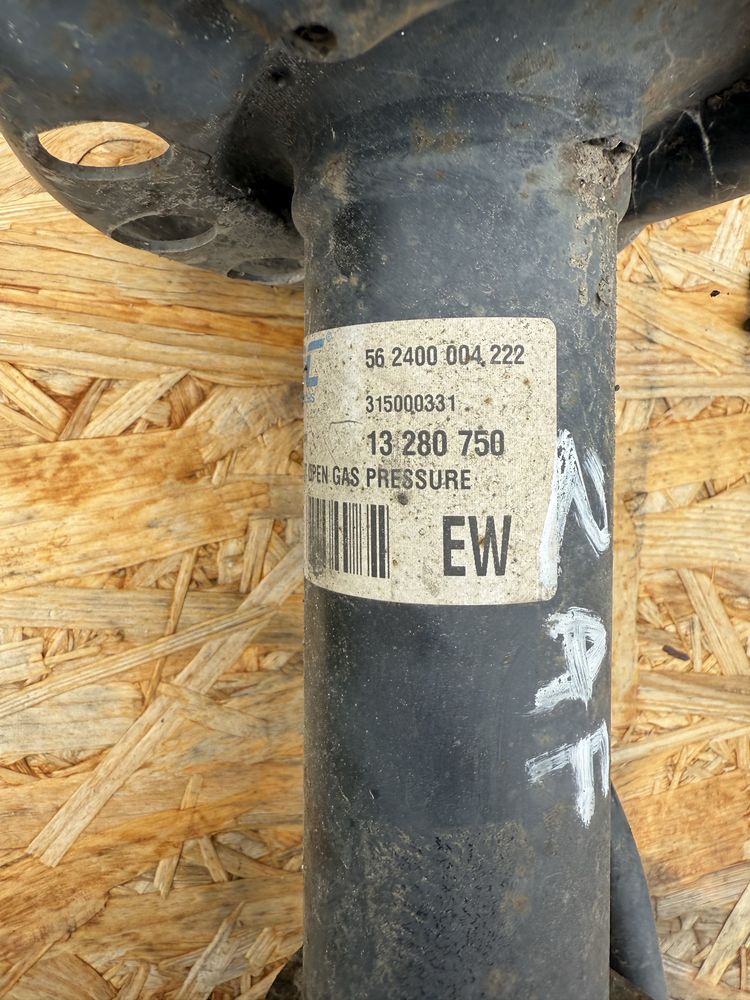 56 2400 004 222
315000331
13 280 750
OPEN GAS PRESSURE
EW